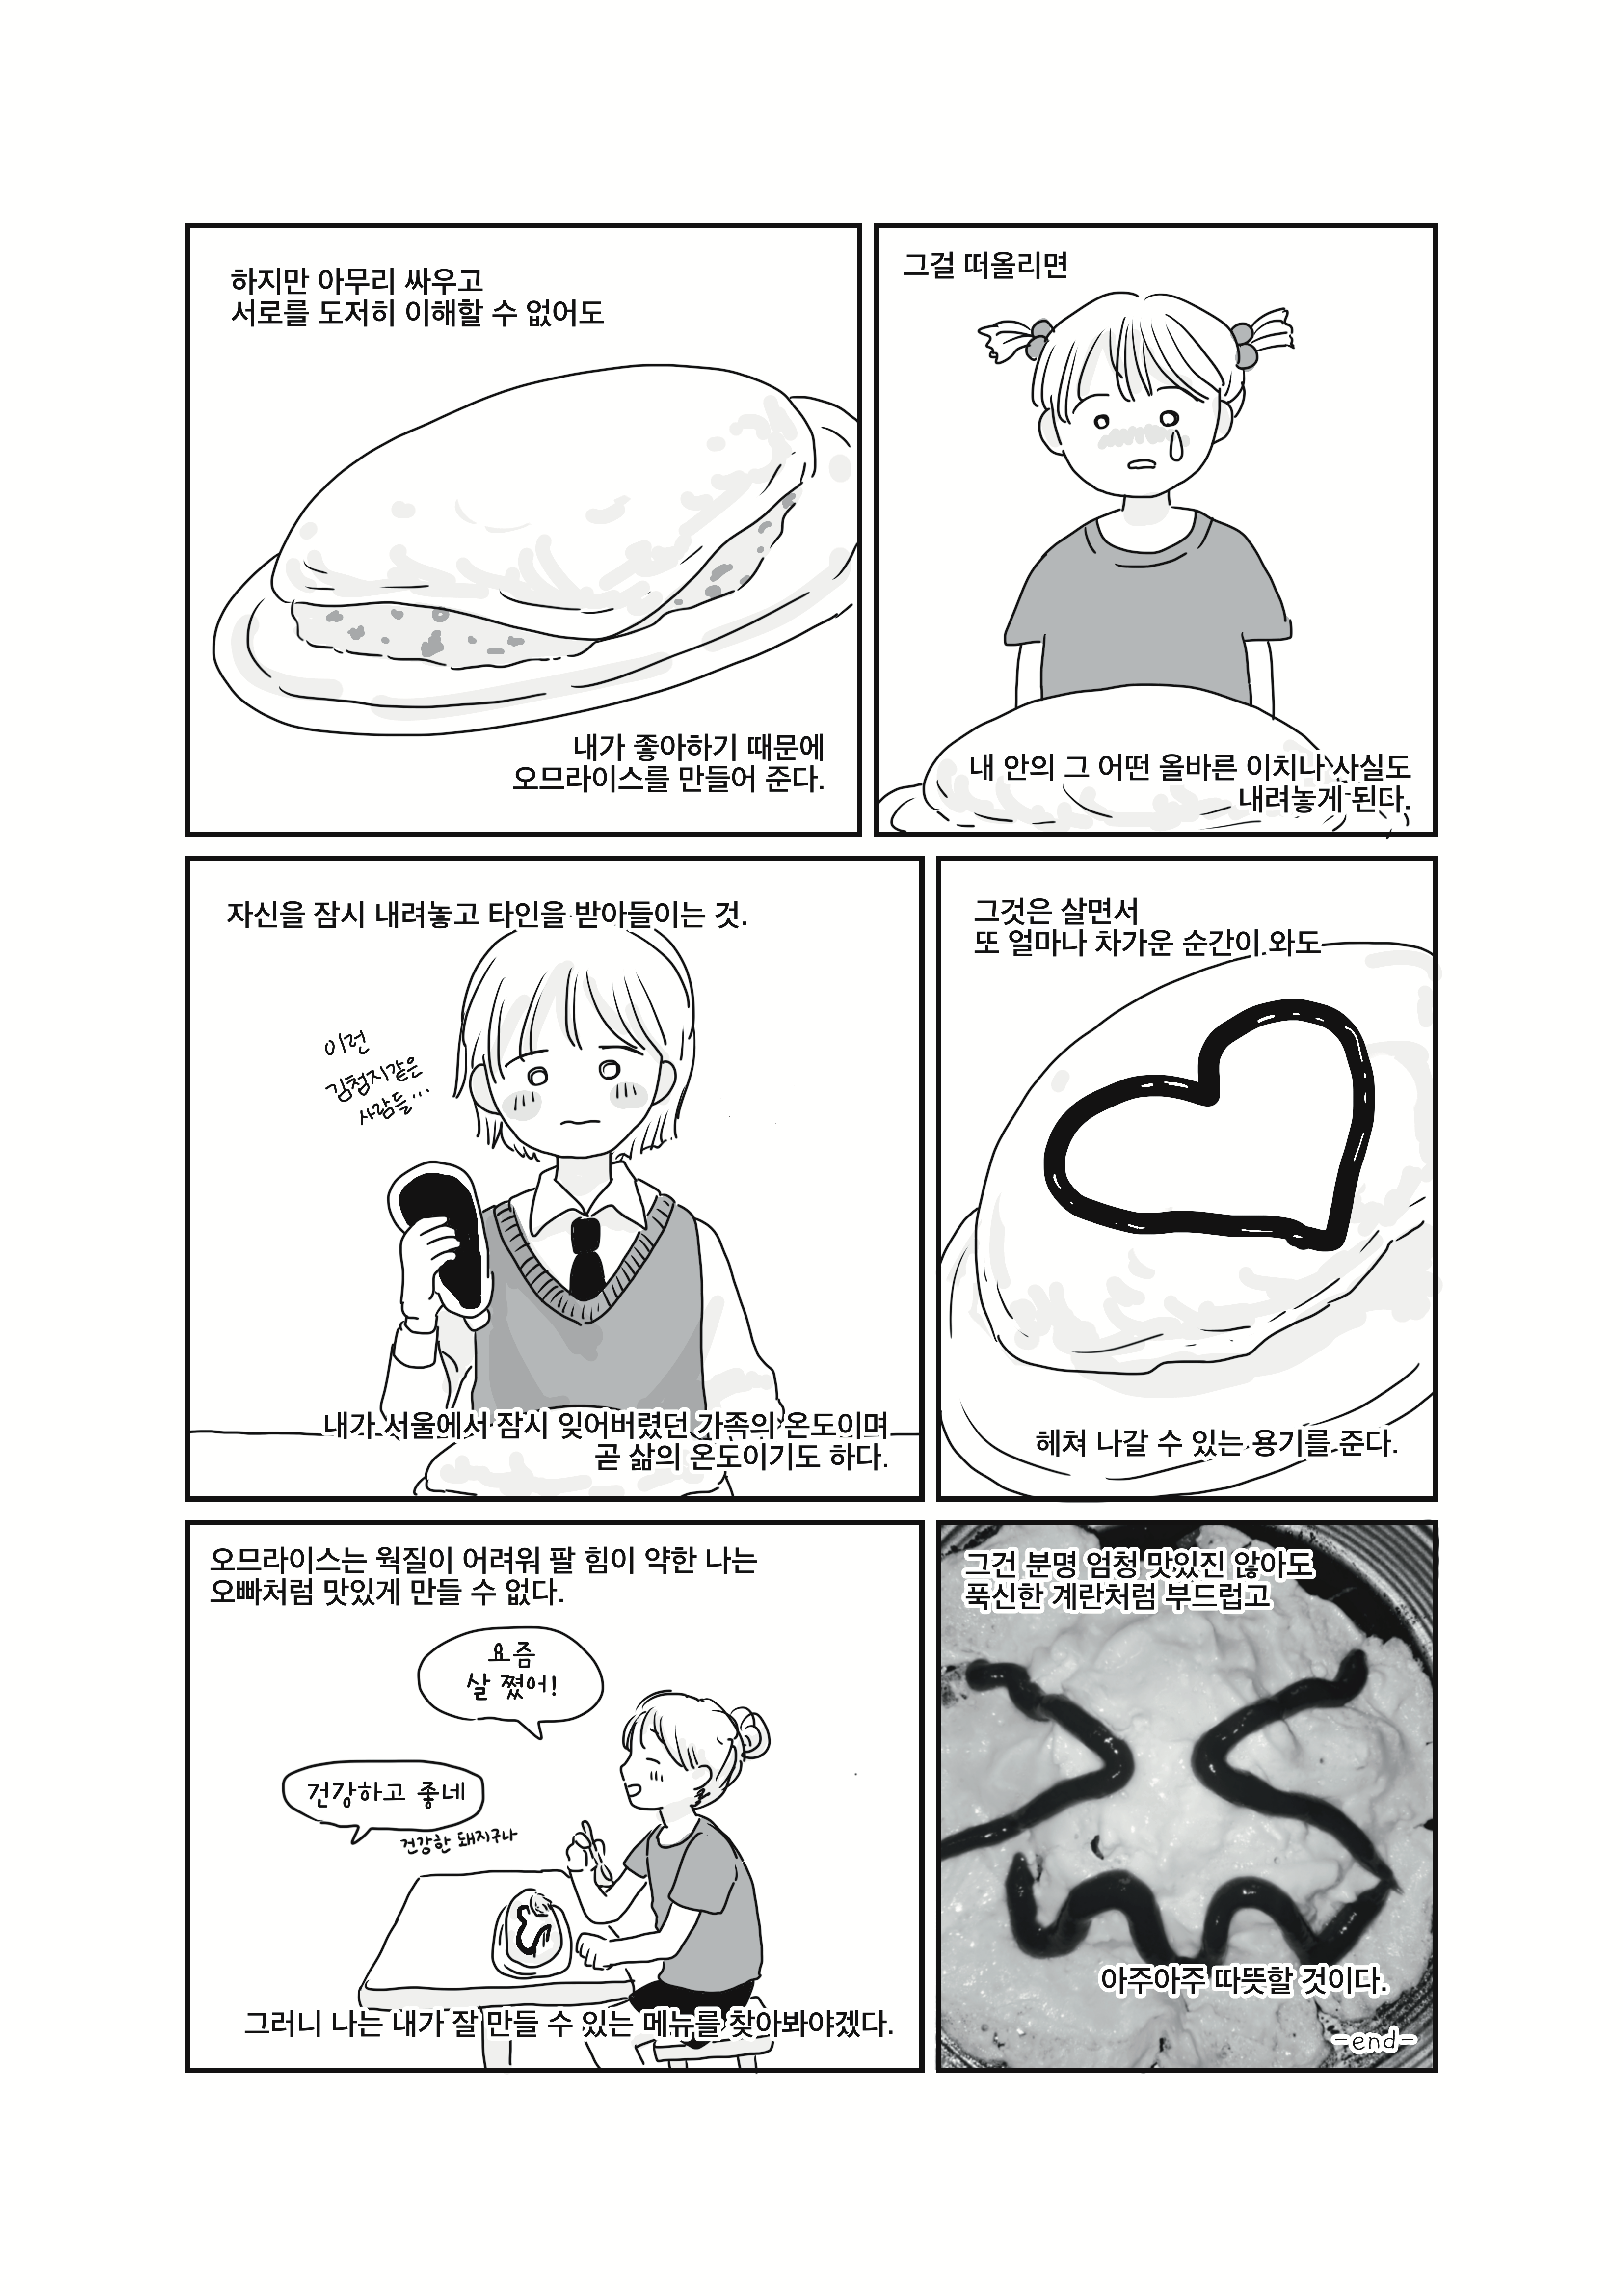 하지만 아무리 싸우고
서로를 도저히 이해할 수 없어도
내가 좋아하기 때문에
오므라이스를 만들어 준다.
그걸 떠올리면
내 안의 그 어떤 올바른 이치나 사실도
내려놓게 된다.
자신을 잠시 내려놓고 타인을 받아들이는 것.
이런
김첨지같은
사람들...
내가 서울에서 잠시 잊어버렸던 가족의 온도이며
곧 삶의 온도이기도 하다.
그것은 살면서
또 얼마나 차가운 순간이 와도
헤쳐 나갈 수 있는 용기를 준다.
오므라이스는 웍질이 어려워 팔 힘이 약한 나는
오빠처럼 맛있게 만들 수 없다.
요즘
살 쪘어!
건강하고 좋네
건강한 돼지구나
그러니 나는 내가 잘 만들 수 있는 메뉴를 찾아봐야겠다.
그건 분명 엄청 맛있진 않아도
푹신한 계란처럼 부드럽고
아주아주 따뜻할 것이다.
-end-